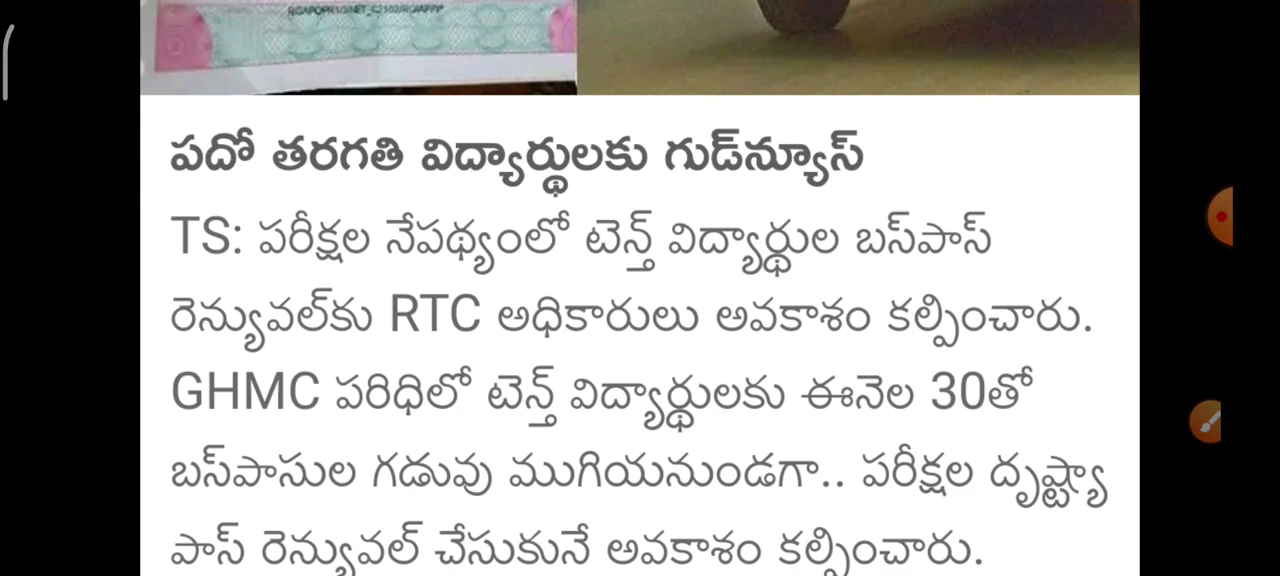 పదో తరగతి విద్యార్థులకు గుడ్‌న్యూస్
TS: పరీక్షల నేపథ్యంలో టెన్త్ విద్యార్థుల బస్‌పాస్
రెన్యువల్‌కు RTC అధికారులు అవకాశం కల్పించారు.
GHMC పరిధిలో టెన్త్ విద్యార్థులకు ఈనెల 30తో
బస్‌పాసుల గడువు ముగియనుండగా.. పరీక్షల దృష్ట్యా
పాస్ రెన్యువల్ చేసుకునే అవకాశం కల్పించారు.